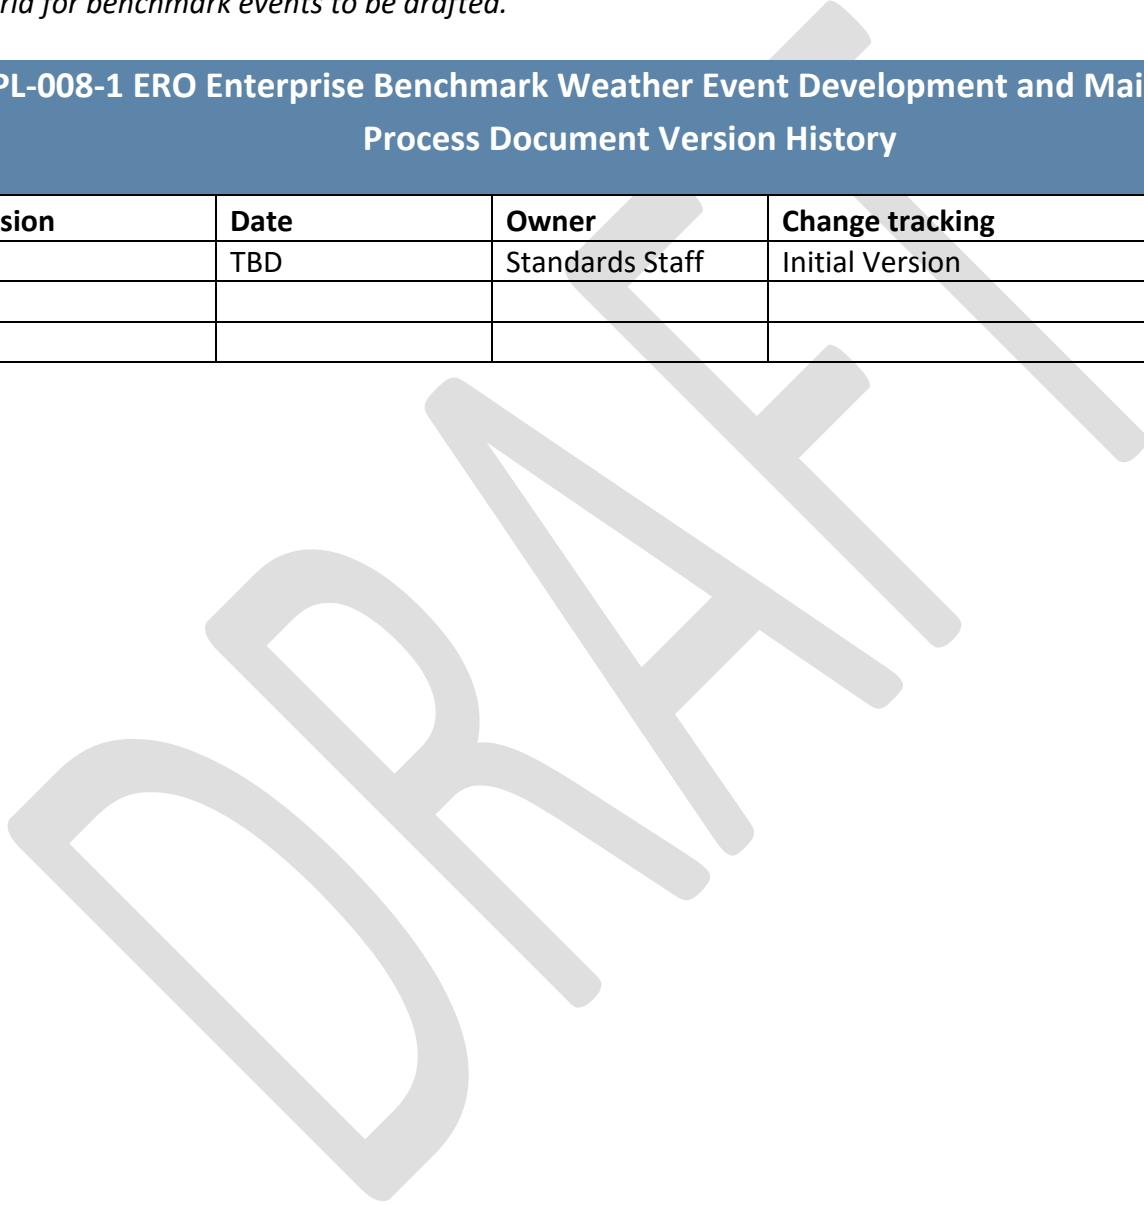 ria for benchmark events to be drafted.
PL-008-1 ERO Enterprise Benchmark Weather Event Development and Mai
Process Document Version History
sion Date Owner Change tracking
TBD Standards Staff Initial Version
DRAFT